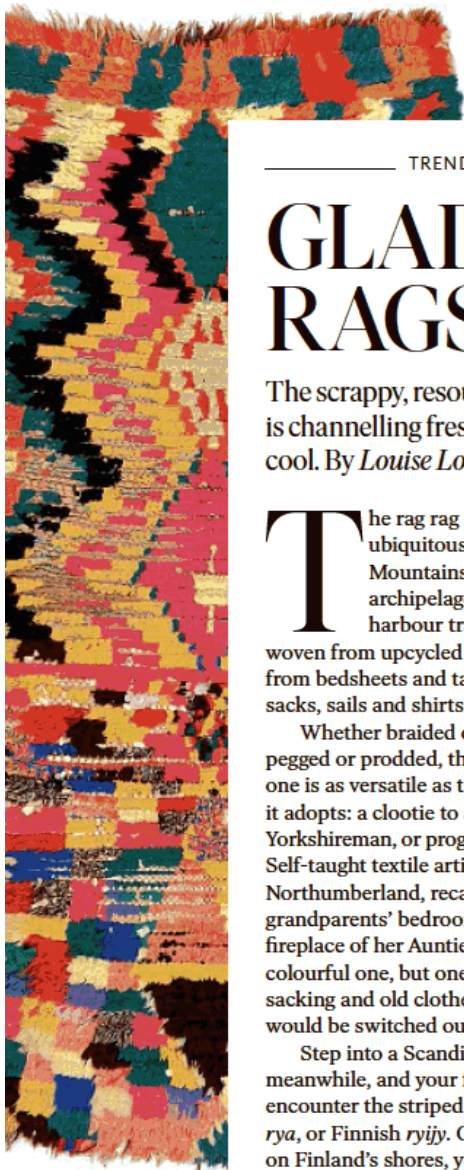 TREND
GLAD
RAGS
The scrappy, resou
is channelling fres
cool. By Louise Lo
The rag rag
ubiquitous
Mountains
archipelag
harbour tr
woven from upcycled
from bedsheets and ta
sacks, sails and shirts
Whether braided
pegged or prodded, th
one is as versatile as t
it adopts: a clootie to
Yorkshireman, or prog
Self-taught textile arti
Northumberland, reca
grandparents’ bedroo
fireplace of her Auntie
colourful one, but one
sacking and old clothe
would be switched ou
Step into a Scandi
meanwhile, and your f
encounter the striped
rya, or Finnish ryijy.
on Finland’s shores, y